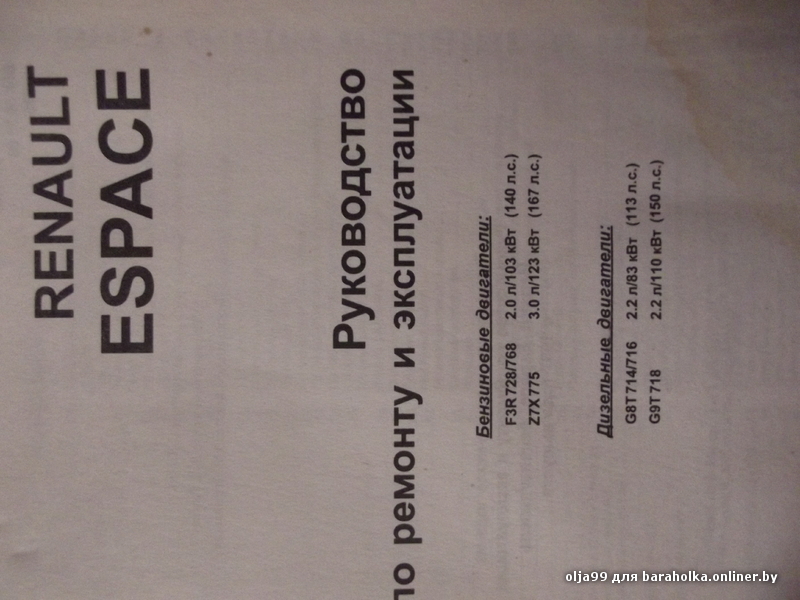 RENAULT
ESPACE
Руководство
по ремонту и эксплуатации
Бензиновые двигатели:
F3R 728/768 2.0 л/103 кВт (140 л.с.)
Z7X 775 3.0 л/123 кВт (167 л.с.)
Дизельные двигатели:
G8T 714/716 2.2 л/83 кВт (113 л.с.)
G9T 718 2.2 л/110 кВт (150 л.с.)
olja99 для baraholka.onliner.by